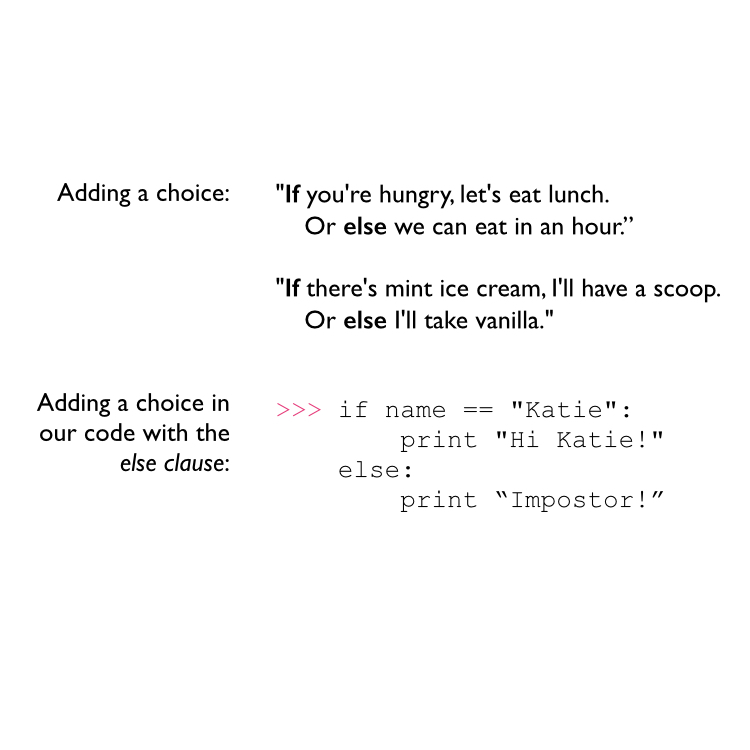 Adding a choice:
"If you're hungry, let's eat lunch.
Or else we can eat in an hour.”
"If there's mint ice cream, I'll have a scoop.
Or else I'll take vanilla."
Adding a choice in
our code with the
else clause:
>>> if name == "Katie":
        print "Hi Katie!"
    else:
        print “Impostor!”